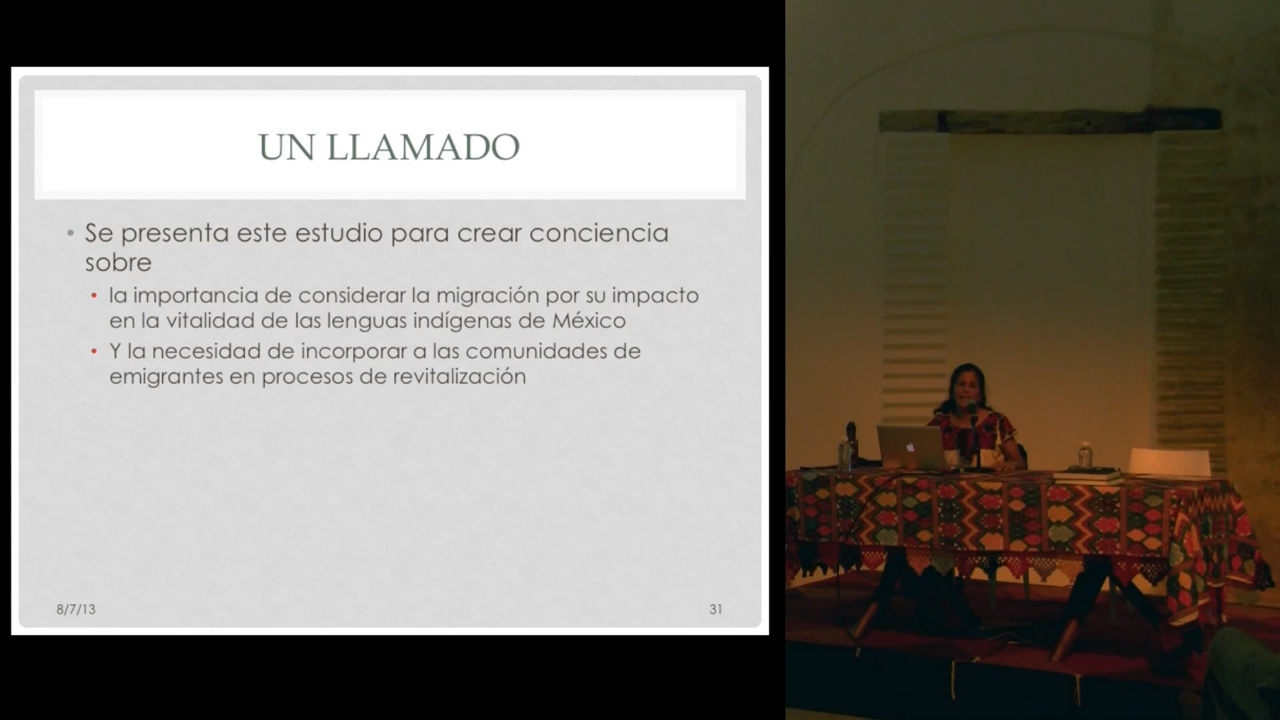 UN LLAMADO
• Se presenta este estudio para crear conciencia
sobre
• la importancia de considerar la migración por su impacto
en la vitalidad de las lenguas indígenas de México
• Y la necesidad de incorporar a las comunidades de
emigrantes en procesos de revitalización
8/7/13
31